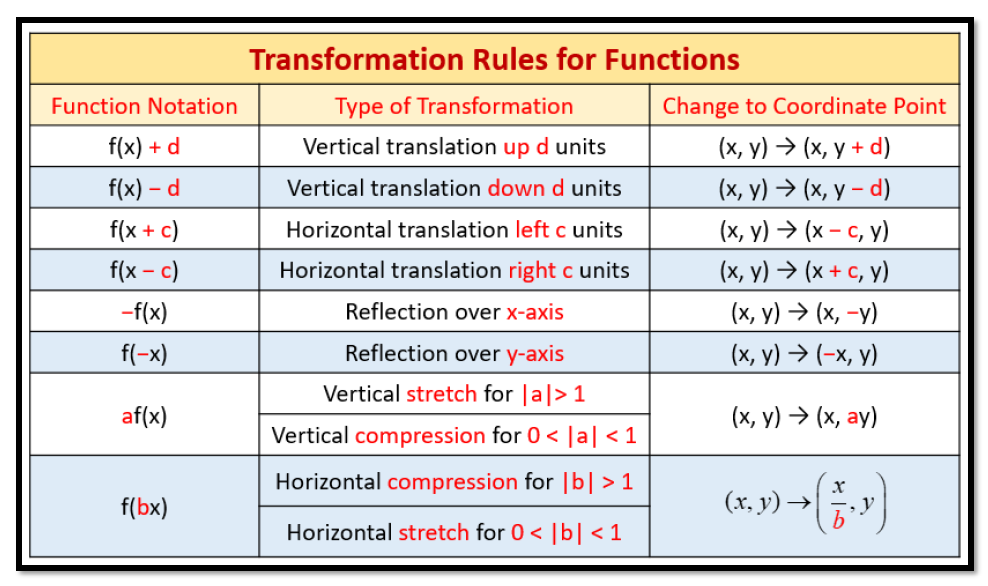 Transformation Rules for Functions
Function Notation Type of Transformation Change to Coordinate Point
f(x) + d Vertical translation up d units (x, y) → (x, y + d)
f(x) − d Vertical translation down d units (x, y) → (x, y − d)
f(x + c) Horizontal translation left c units (x, y) → (x − c, y)
f(x − c) Horizontal translation right c units (x, y) → (x + c, y)
−f(x) Reflection over x-axis (x, y) → (x, −y)
f(−x) Reflection over y-axis (x, y) → (−x, y)
af(x) Vertical stretch for |a|> 1 (x, y) → (x, ay)
Vertical compression for 0 < |a| < 1
f(bx) Horizontal compression for |b| > 1 (x, y) → (x/b, y)
Horizontal stretch for 0 < |b| < 1